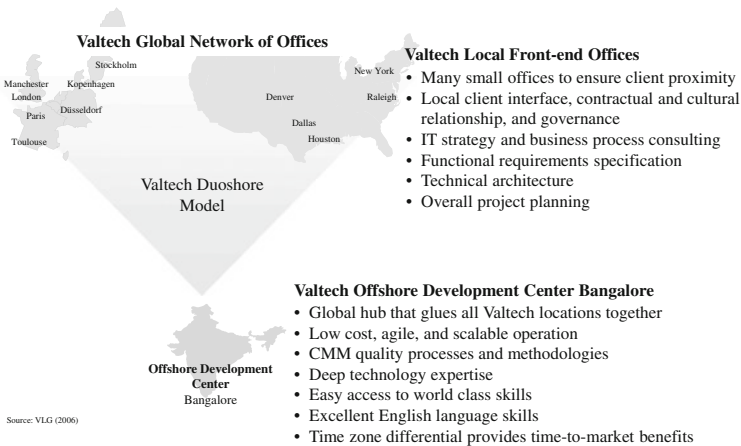 Valtech Global Network of Offices
Stockholm
Manchester
Kopenhagen
London
Paris
Düsseldorf
Toulouse
New York
Denver
Raleigh
Dallas
Houston
Valtech Duoshore
Model
Valtech Local Front-end Offices
• Many small offices to ensure client proximity
• Local client interface, contractual and cultural
relationship, and governance
• IT strategy and business process consulting
• Functional requirements specification
• Technical architecture
• Overall project planning
Valtech Offshore Development Center Bangalore
• Global hub that glues all Valtech locations together
• Low cost, agile, and scalable operation
• CMM quality processes and methodologies
• Deep technology expertise
• Easy access to world class skills
• Excellent English language skills
• Time zone differential provides time-to-market benefits
Offshore Development
Center
Bangalore
Source: VLG (2006)